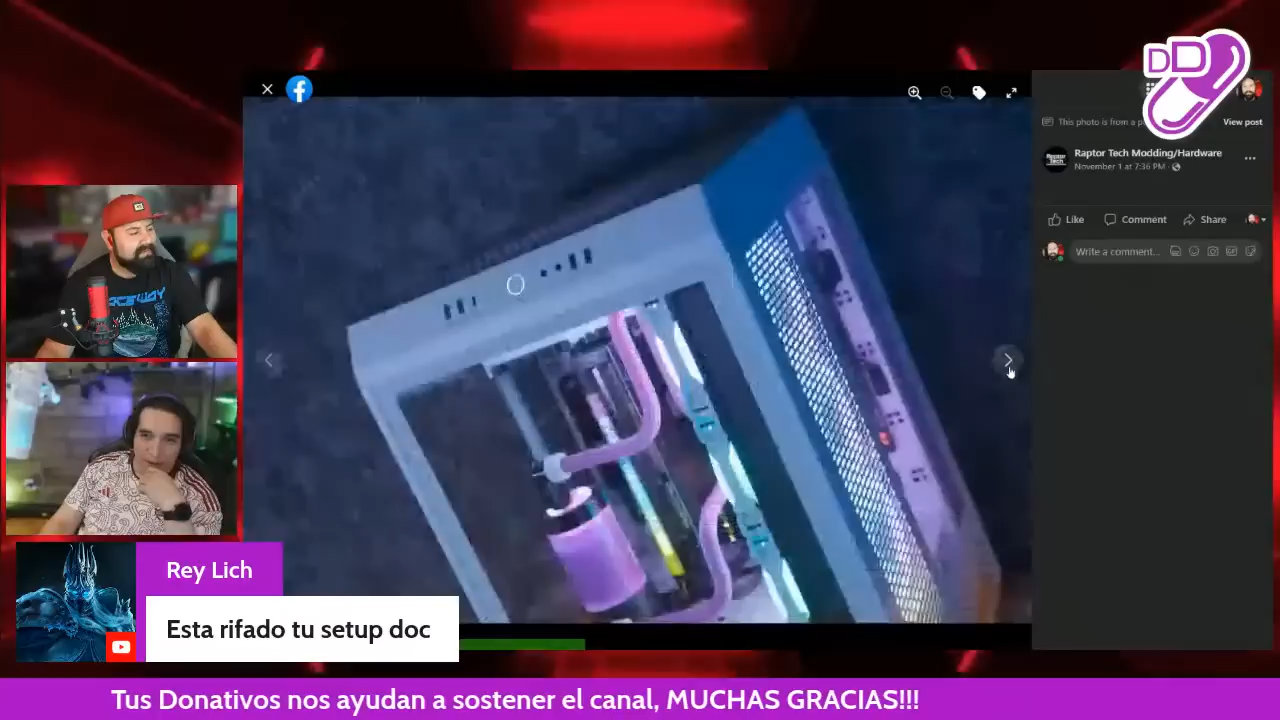 DD
This photo is from a
View post
Raptor Tech Modding/Hardware
November 1 at 7:36 PM
Like
Comment
Share
Write a comment...
Rey Lich
Esta rifado tu setup doc
Tus Donativos nos ayudan a sostener el canal, MUCHAS GRACIAS!!!